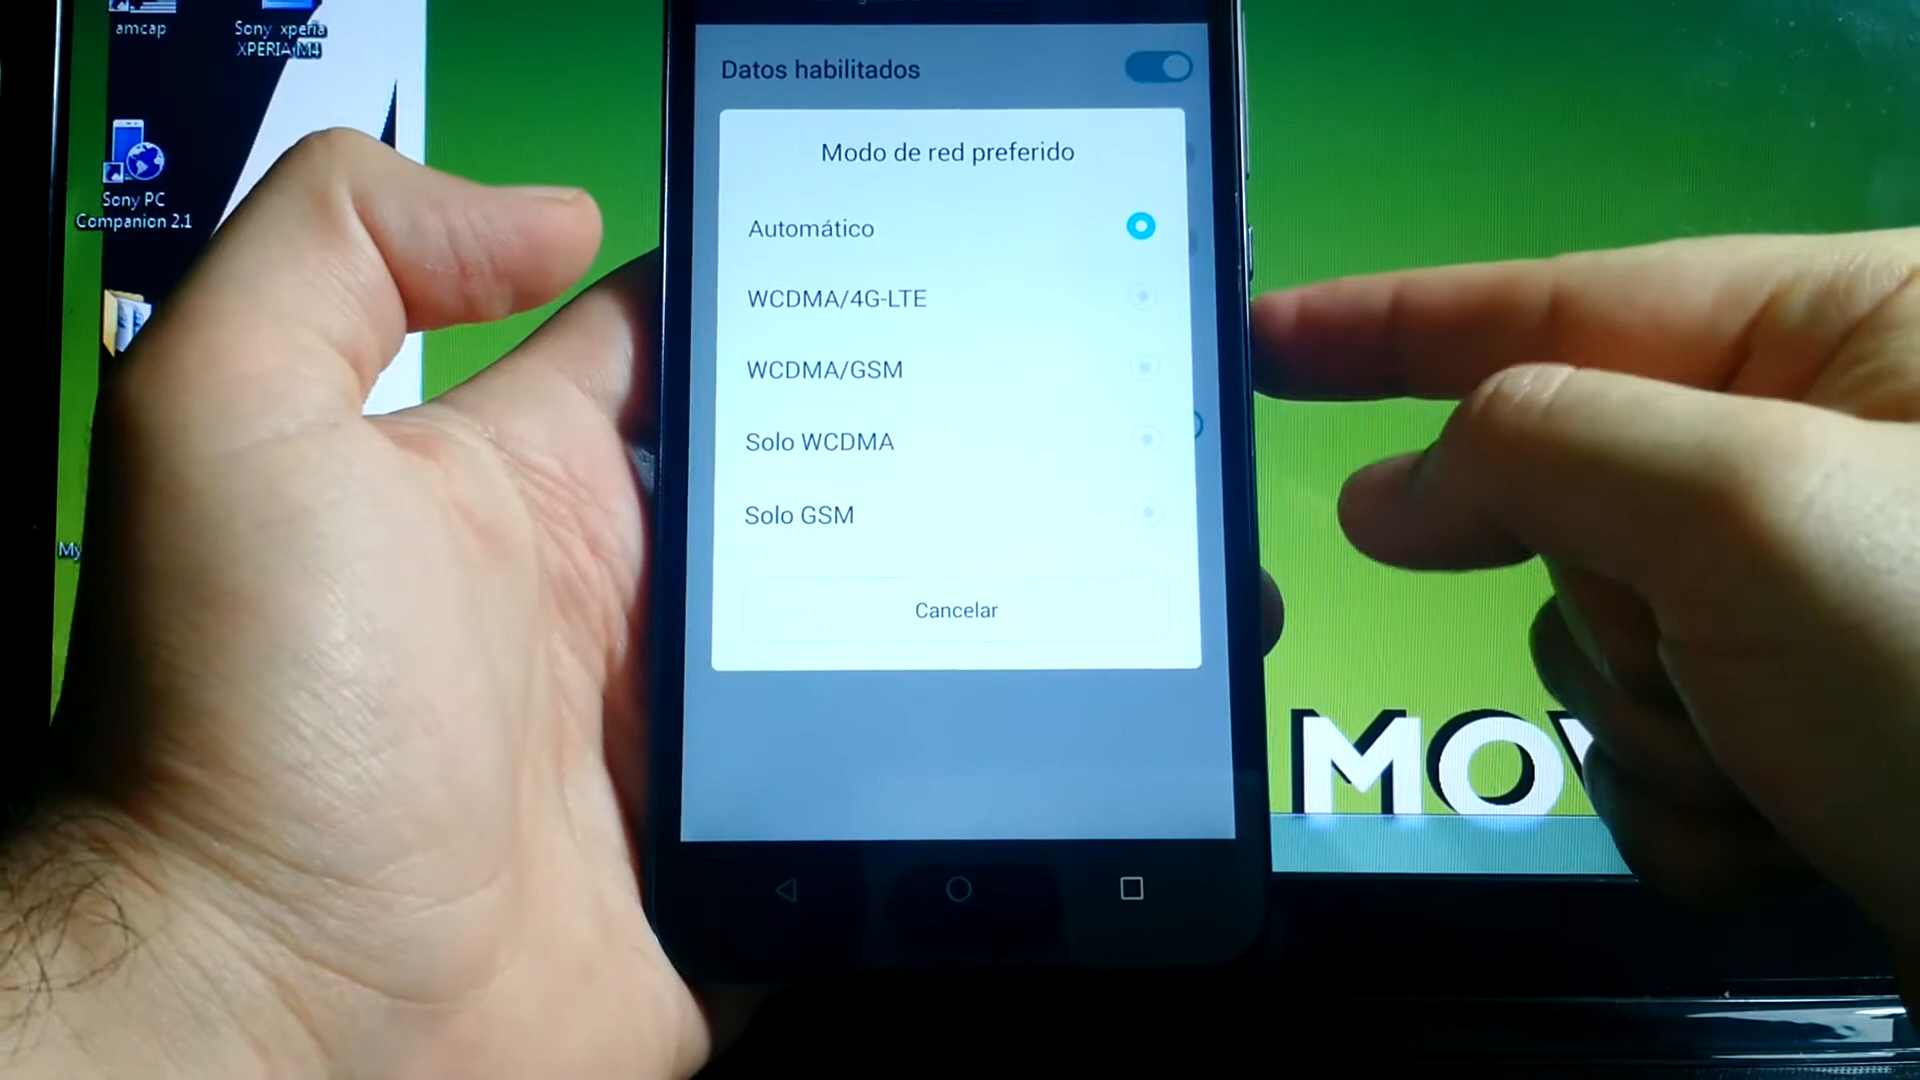 amcap
Sony xperia
XPERIA M4
Sony PC
Companion 2.1
My
Datos habilitados
Modo de red preferido
Automático
WCDMA/4G-LTE
WCDMA/GSM
Solo WCDMA
Solo GSM
Cancelar
MOV